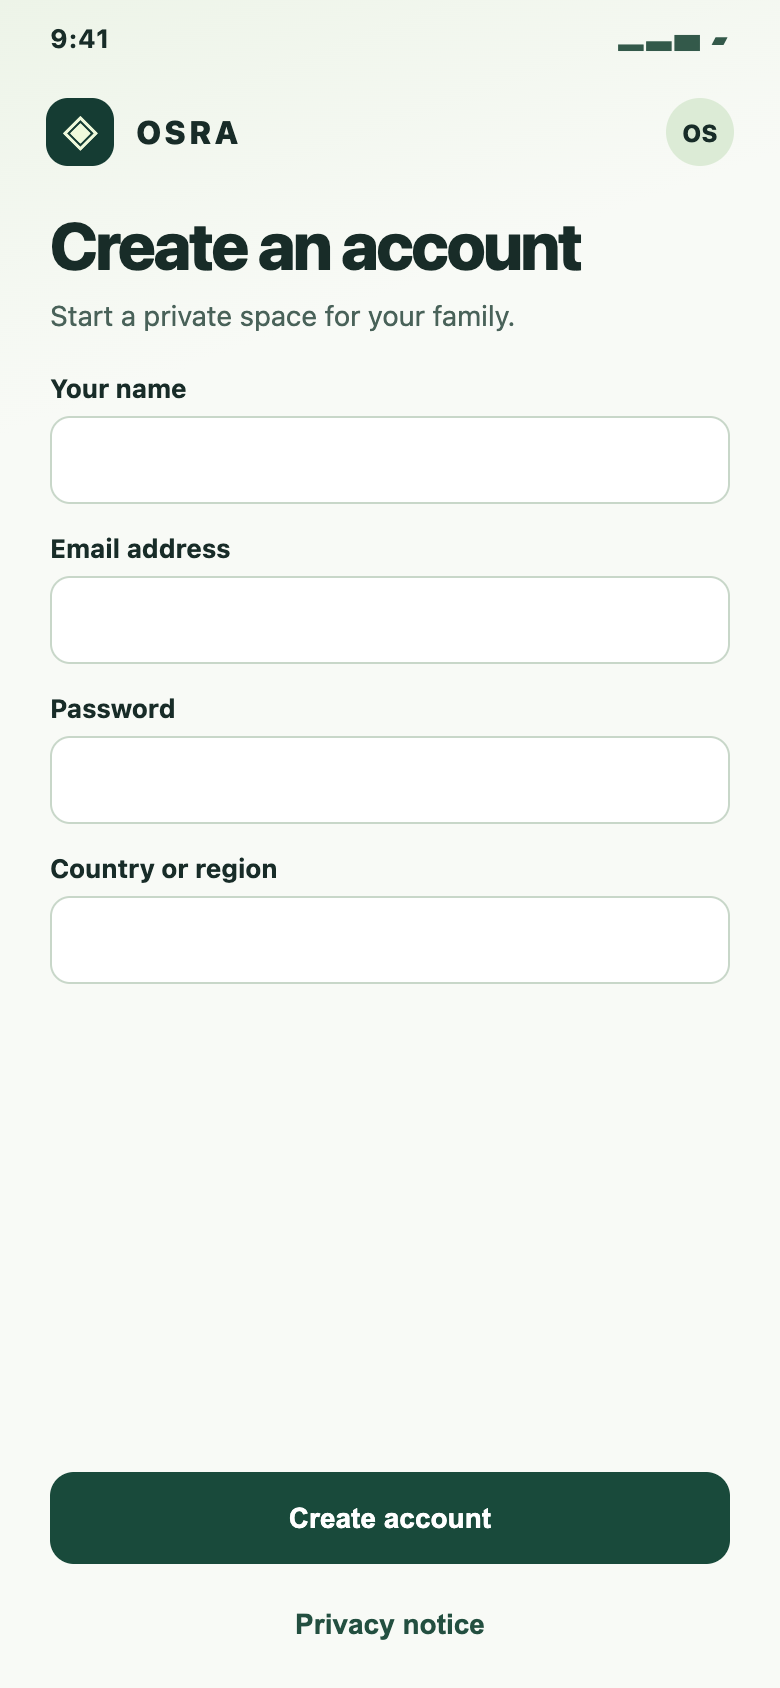 9:41
OSRA
OS
Create an account
Start a private space for your family.
Your name
Email address
Password
Country or region
Create account
Privacy notice